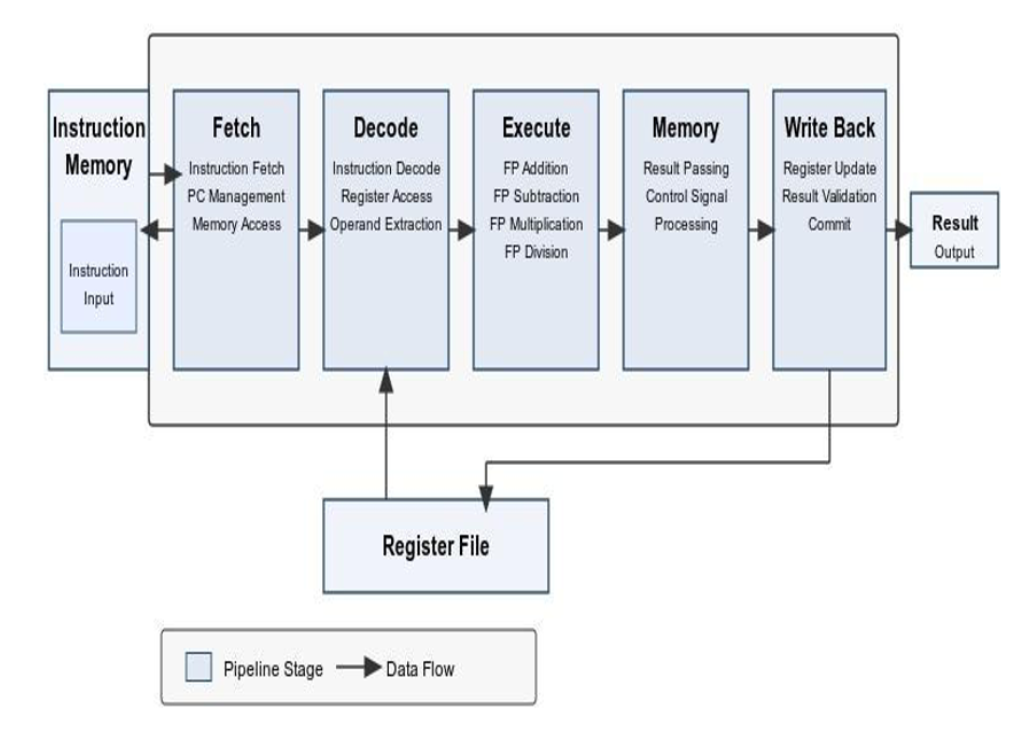 Instruction
Memory
Instruction
Input
Fetch
Instruction Fetch
PC Management
Memory Access
Decode
Instruction Decode
Register Access
Operand Extraction
Execute
FP Addition
FP Subtraction
FP Multiplication
FP Division
Memory
Result Passing
Control Signal
Processing
Write Back
Register Update
Result Validation
Commit
Result
Output
Register File
Pipeline Stage
Data Flow